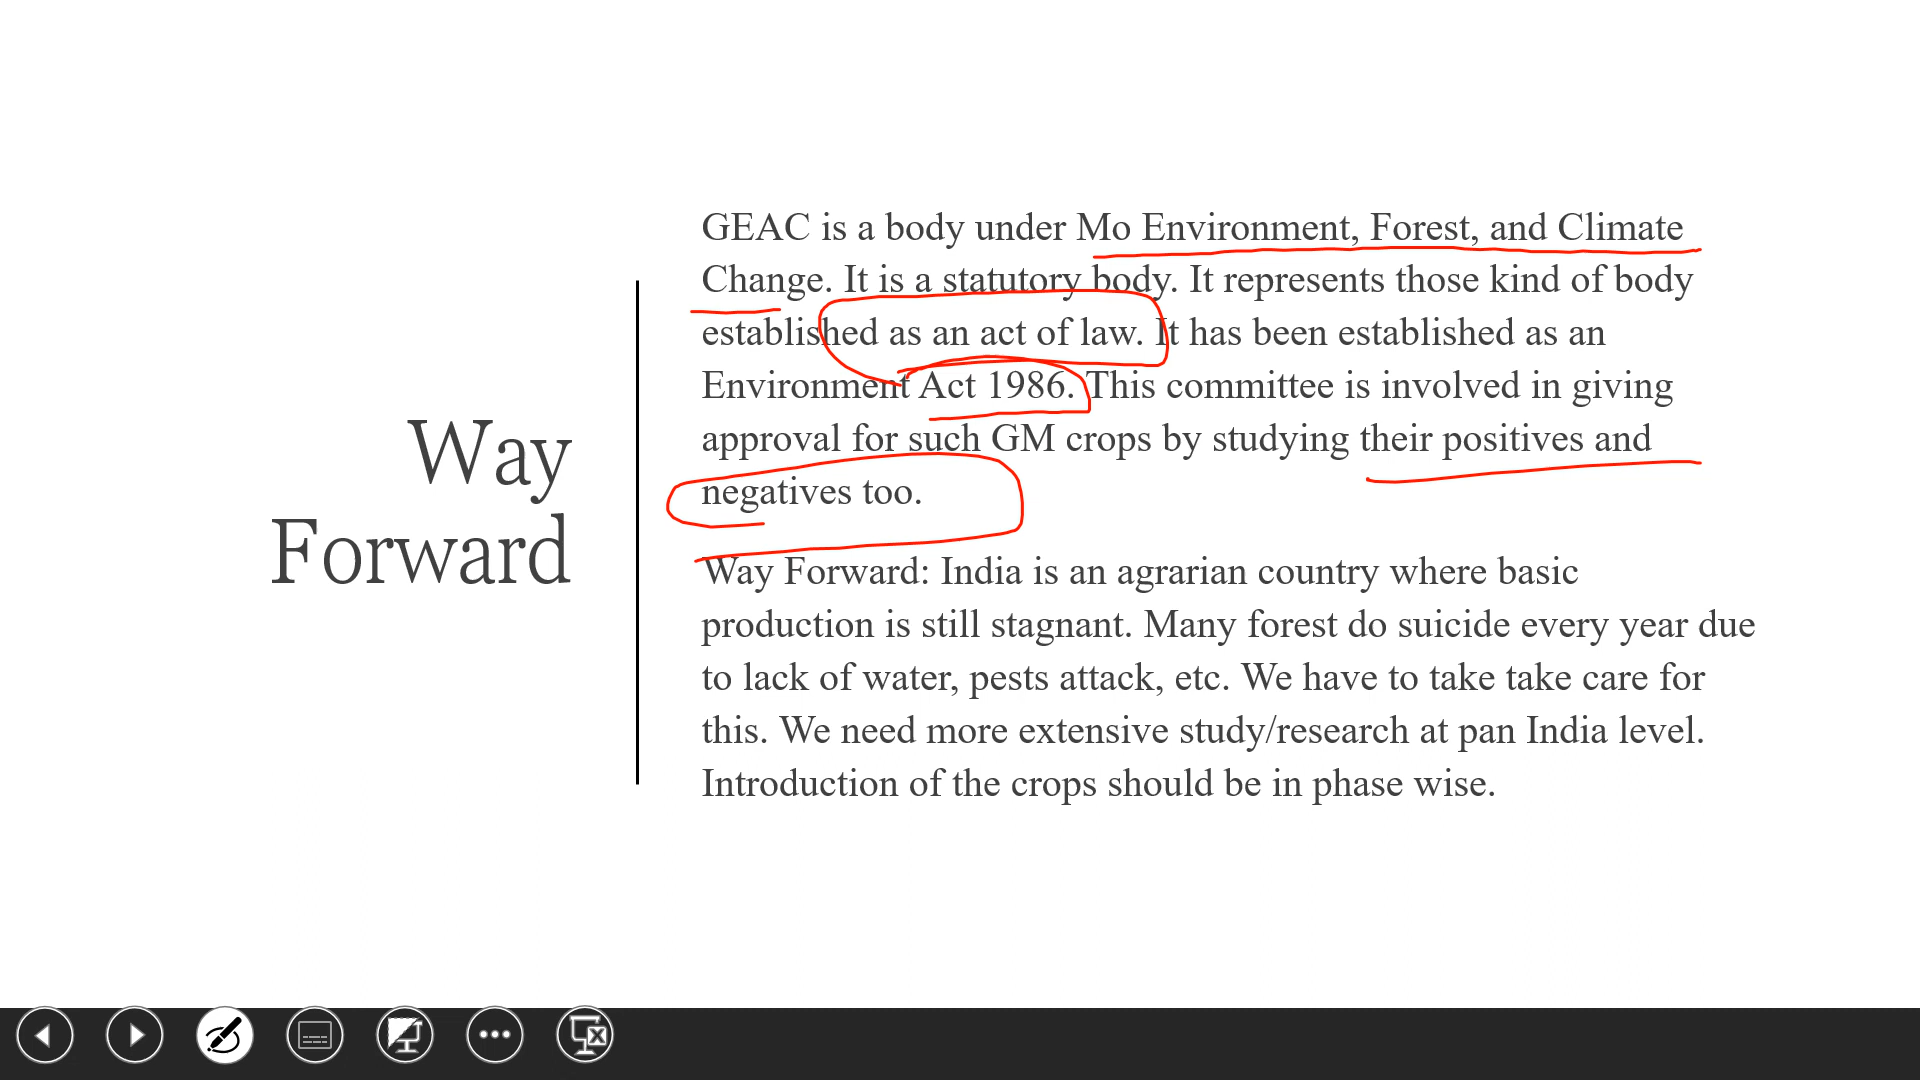 Way
Forward
GEAC is a body under Mo Environment, Forest, and Climate
Change. It is a statutory body. It represents those kind of body
established as an act of law. It has been established as an
Environment Act 1986. This committee is involved in giving
approval for such GM crops by studying their positives and
negatives too.
Way Forward: India is an agrarian country where basic
production is still stagnant. Many forest do suicide every year due
to lack of water, pests attack, etc. We have to take take care for
this. We need more extensive study/research at pan India level.
Introduction of the crops should be in phase wise.